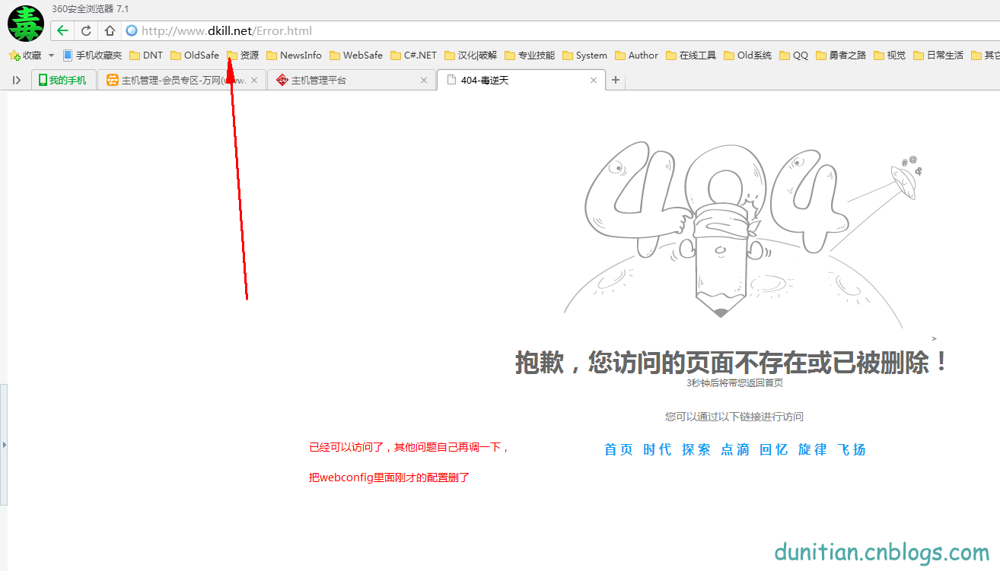 360安全浏览器 7.1
毒
http://www.dkill.net/Error.html
收藏 手机收藏夹 DNT OldSafe 资源 NewsInfo WebSafe C#.NET 汉化|破解 专业技能 System Author 在线工具 Old系统 QQ 勇者之路 视觉 日常生活 其它
我的手机 主机管理-会员专区-万网(www. 主机管理平台 404-毒逆天
# @ &
404
>
抱歉，您访问的页面不存在或已被删除！
3秒钟后将带您返回首页
您可以通过以下链接进行访问
已经可以访问了，其他问题自己再调一下，
首页 时代 探索 点滴 回忆 旋律 飞扬
把webconfig里面刚才的配置删了
dunitian.cnblogs.com